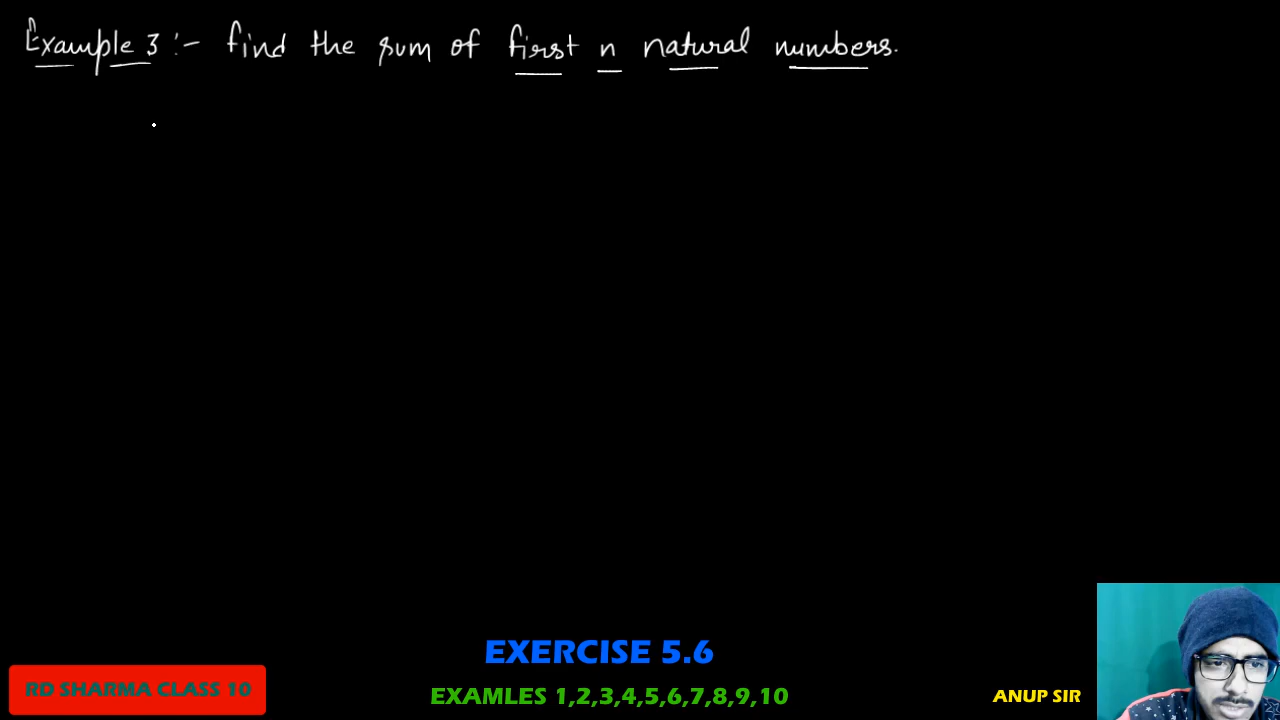 Example 3 :- find the sum of first n natural numbers.
EXERCISE 5.6
RD SHARMA CLASS 10
EXAMLES 1,2,3,4,5,6,7,8,9,10
ANUP SIR